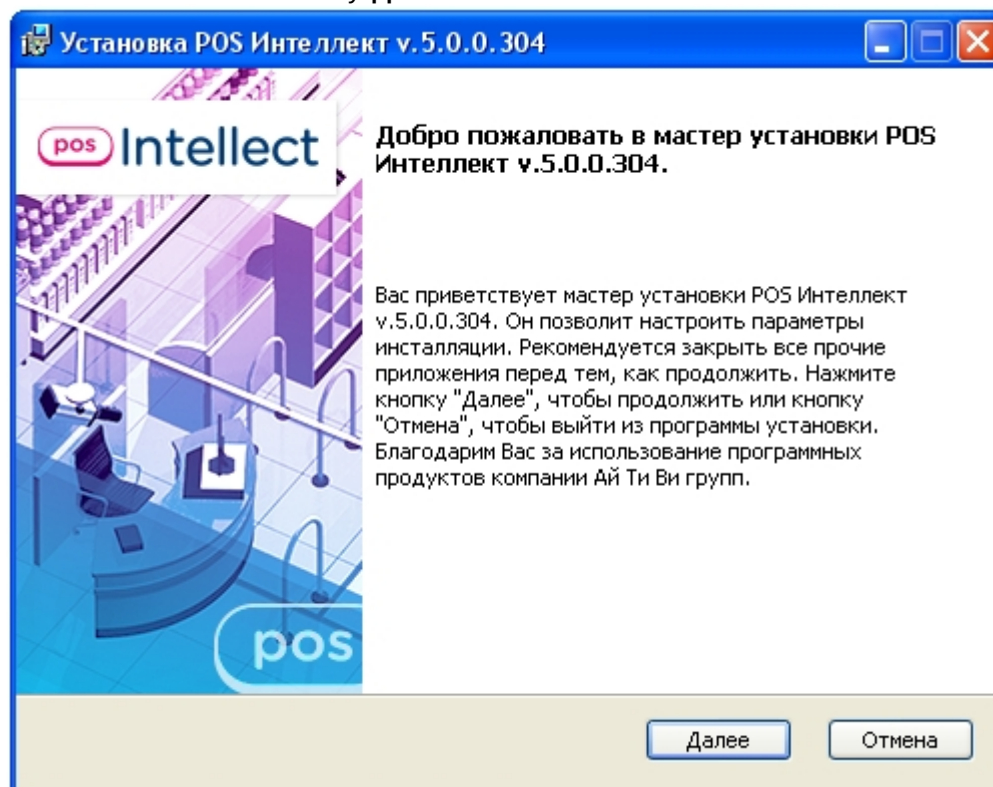 Установка POS Интеллект v.5.0.0.304
pos Intellect
Добро пожаловать в мастер установки POS
Интеллект v.5.0.0.304.
Вас приветствует мастер установки POS Интеллект
v.5.0.0.304. Он позволит настроить параметры
инсталляции. Рекомендуется закрыть все прочие
приложения перед тем, как продолжить. Нажмите
кнопку "Далее", чтобы продолжить или кнопку
"Отмена", чтобы выйти из программы установки.
Благодарим Вас за использование программных
продуктов компании Ай Ти Ви групп.
pos
Далее
Отмена